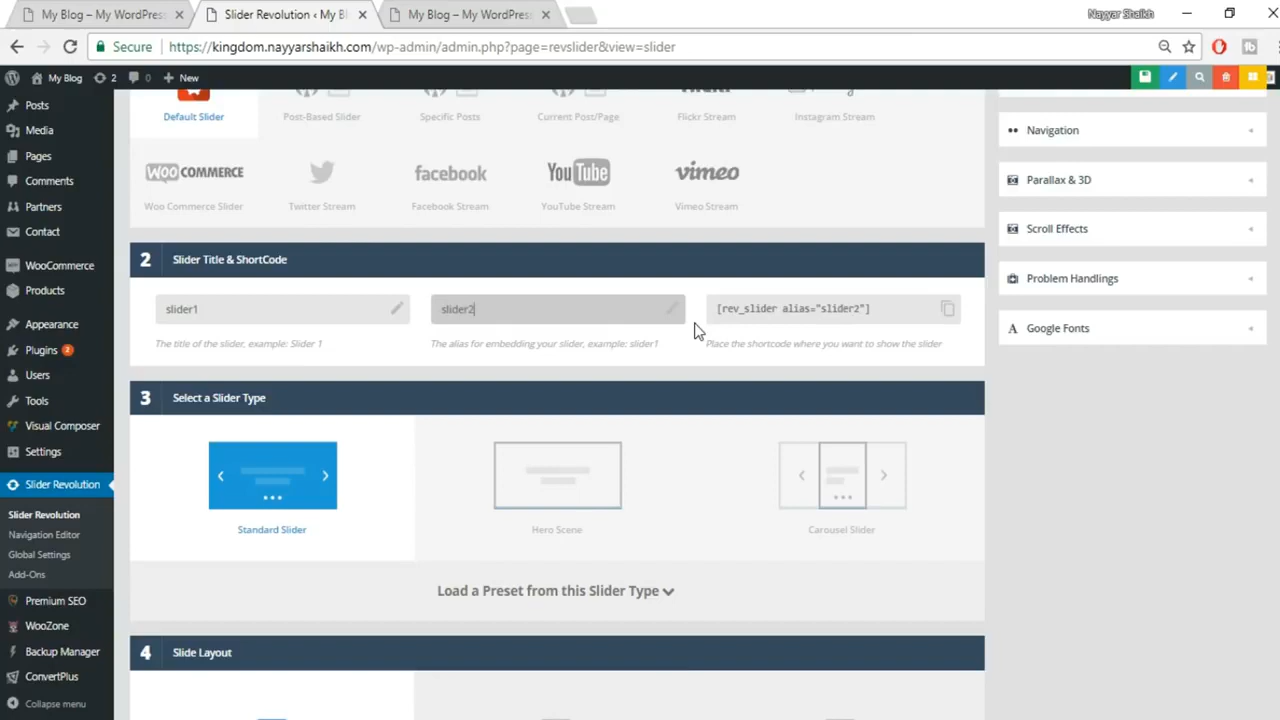 My Blog – My WordPress
Slider Revolution ‹ My Bl
My Blog – My WordPress
Nayyar Shaikh
Secure
https://kingdom.nayyarshaikh.com/wp-admin/admin.php?page=revslider&view=slider
My Blog
2
0
New
Posts
Media
Pages
Comments
Partners
Contact
WooCommerce
Products
Appearance
Plugins 2
Users
Tools
Visual Composer
Settings
Slider Revolution
Slider Revolution
Navigation Editor
Global Settings
Add-Ons
Premium SEO
WooZone
Backup Manager
ConvertPlus
Collapse menu
Default Slider
Post-Based Slider
Specific Posts
Current Post/Page
Flickr Stream
Instagram Stream
WOO COMMERCE
facebook
YouTube
vimeo
Woo Commerce Slider
Twitter Stream
Facebook Stream
YouTube Stream
Vimeo Stream
2 Slider Title & ShortCode
slider1
slider2
[rev_slider alias="slider2"]
The title of the slider, example: Slider 1
The alias for embedding your slider, example: slider1
Place the shortcode where you want to show the slider
3 Select a Slider Type
Standard Slider
Hero Scene
Carousel Slider
Load a Preset from this Slider Type
4 Slide Layout
Navigation
Parallax & 3D
Scroll Effects
Problem Handlings
A Google Fonts